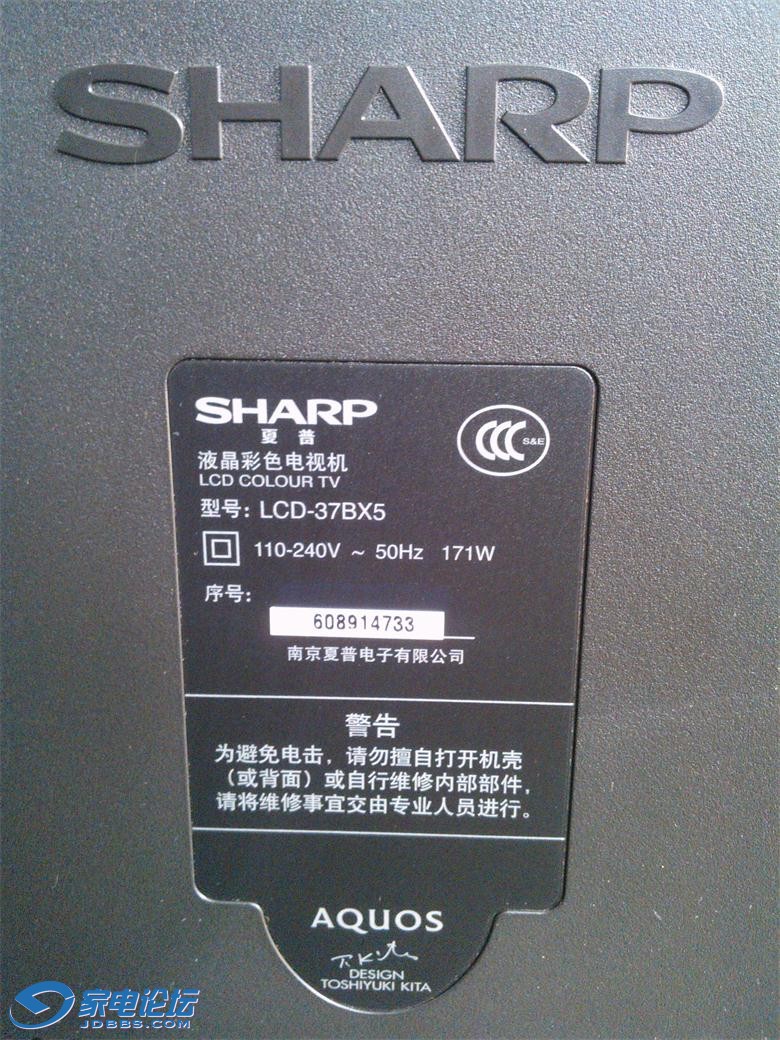 SHARP
SHARP
夏普
S&E
液晶彩色电视机
LCD COLOUR TV
型号: LCD-37BX5
110-240V ~ 50Hz 171W
序号:
608914733
南京夏普电子有限公司
警告
为避免电击，请勿擅自打开机壳
（或背面）或自行维修内部部件，
请将维修事宜交由专业人员进行。
AQUOS
T. Kita
DESIGN
TOSHIYUKI KITA
家电论坛
JDBBS.COM